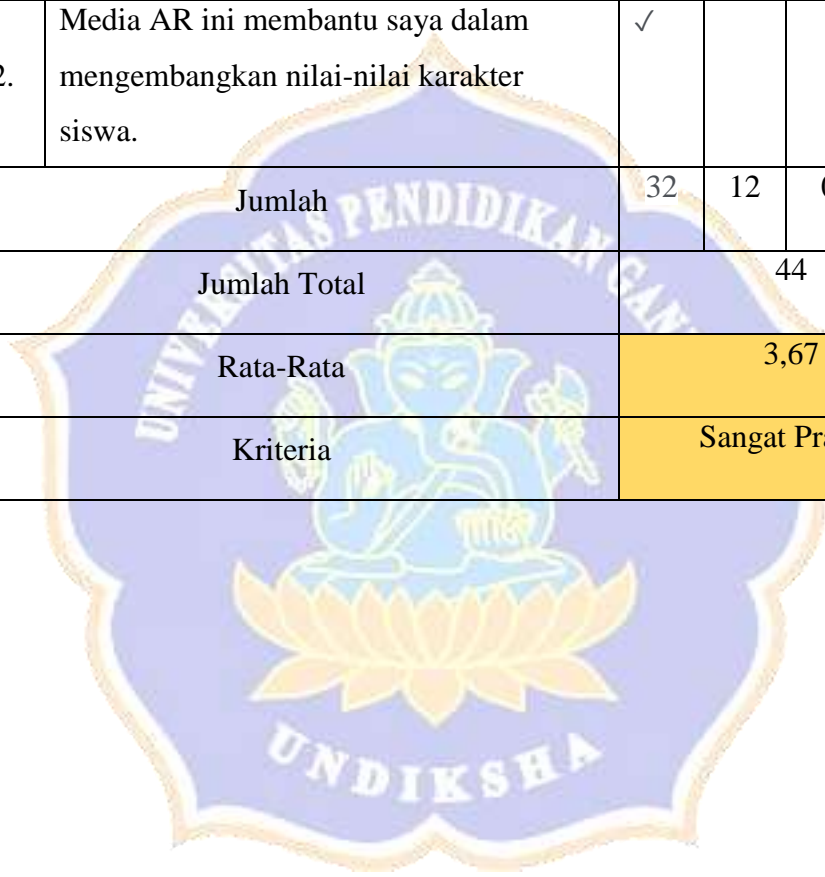 Media AR ini membantu saya dalam ✓
2. mengembangkan nilai-nilai karakter
siswa.
Jumlah 32 12
Jumlah Total 44
Rata-Rata 3,67
Kriteria Sangat
UNIVERSITAS PENDIDIKAN
UNDIKSHA